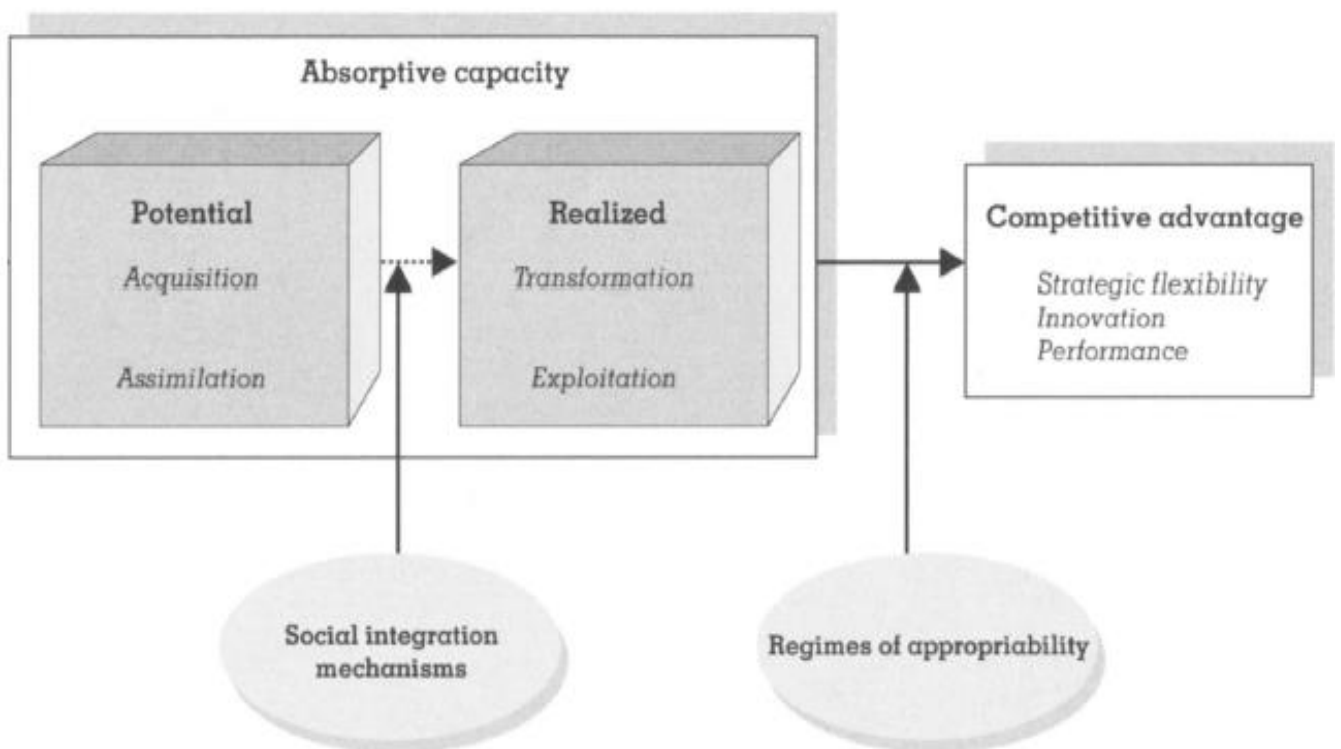 Absorptive capacity
Potential
Acquisition
Assimilation
Realized
Transformation
Exploitation
Competitive advantage
Strategic flexibility
Innovation
Performance
Social integration
mechanisms
Regimes of appropriability